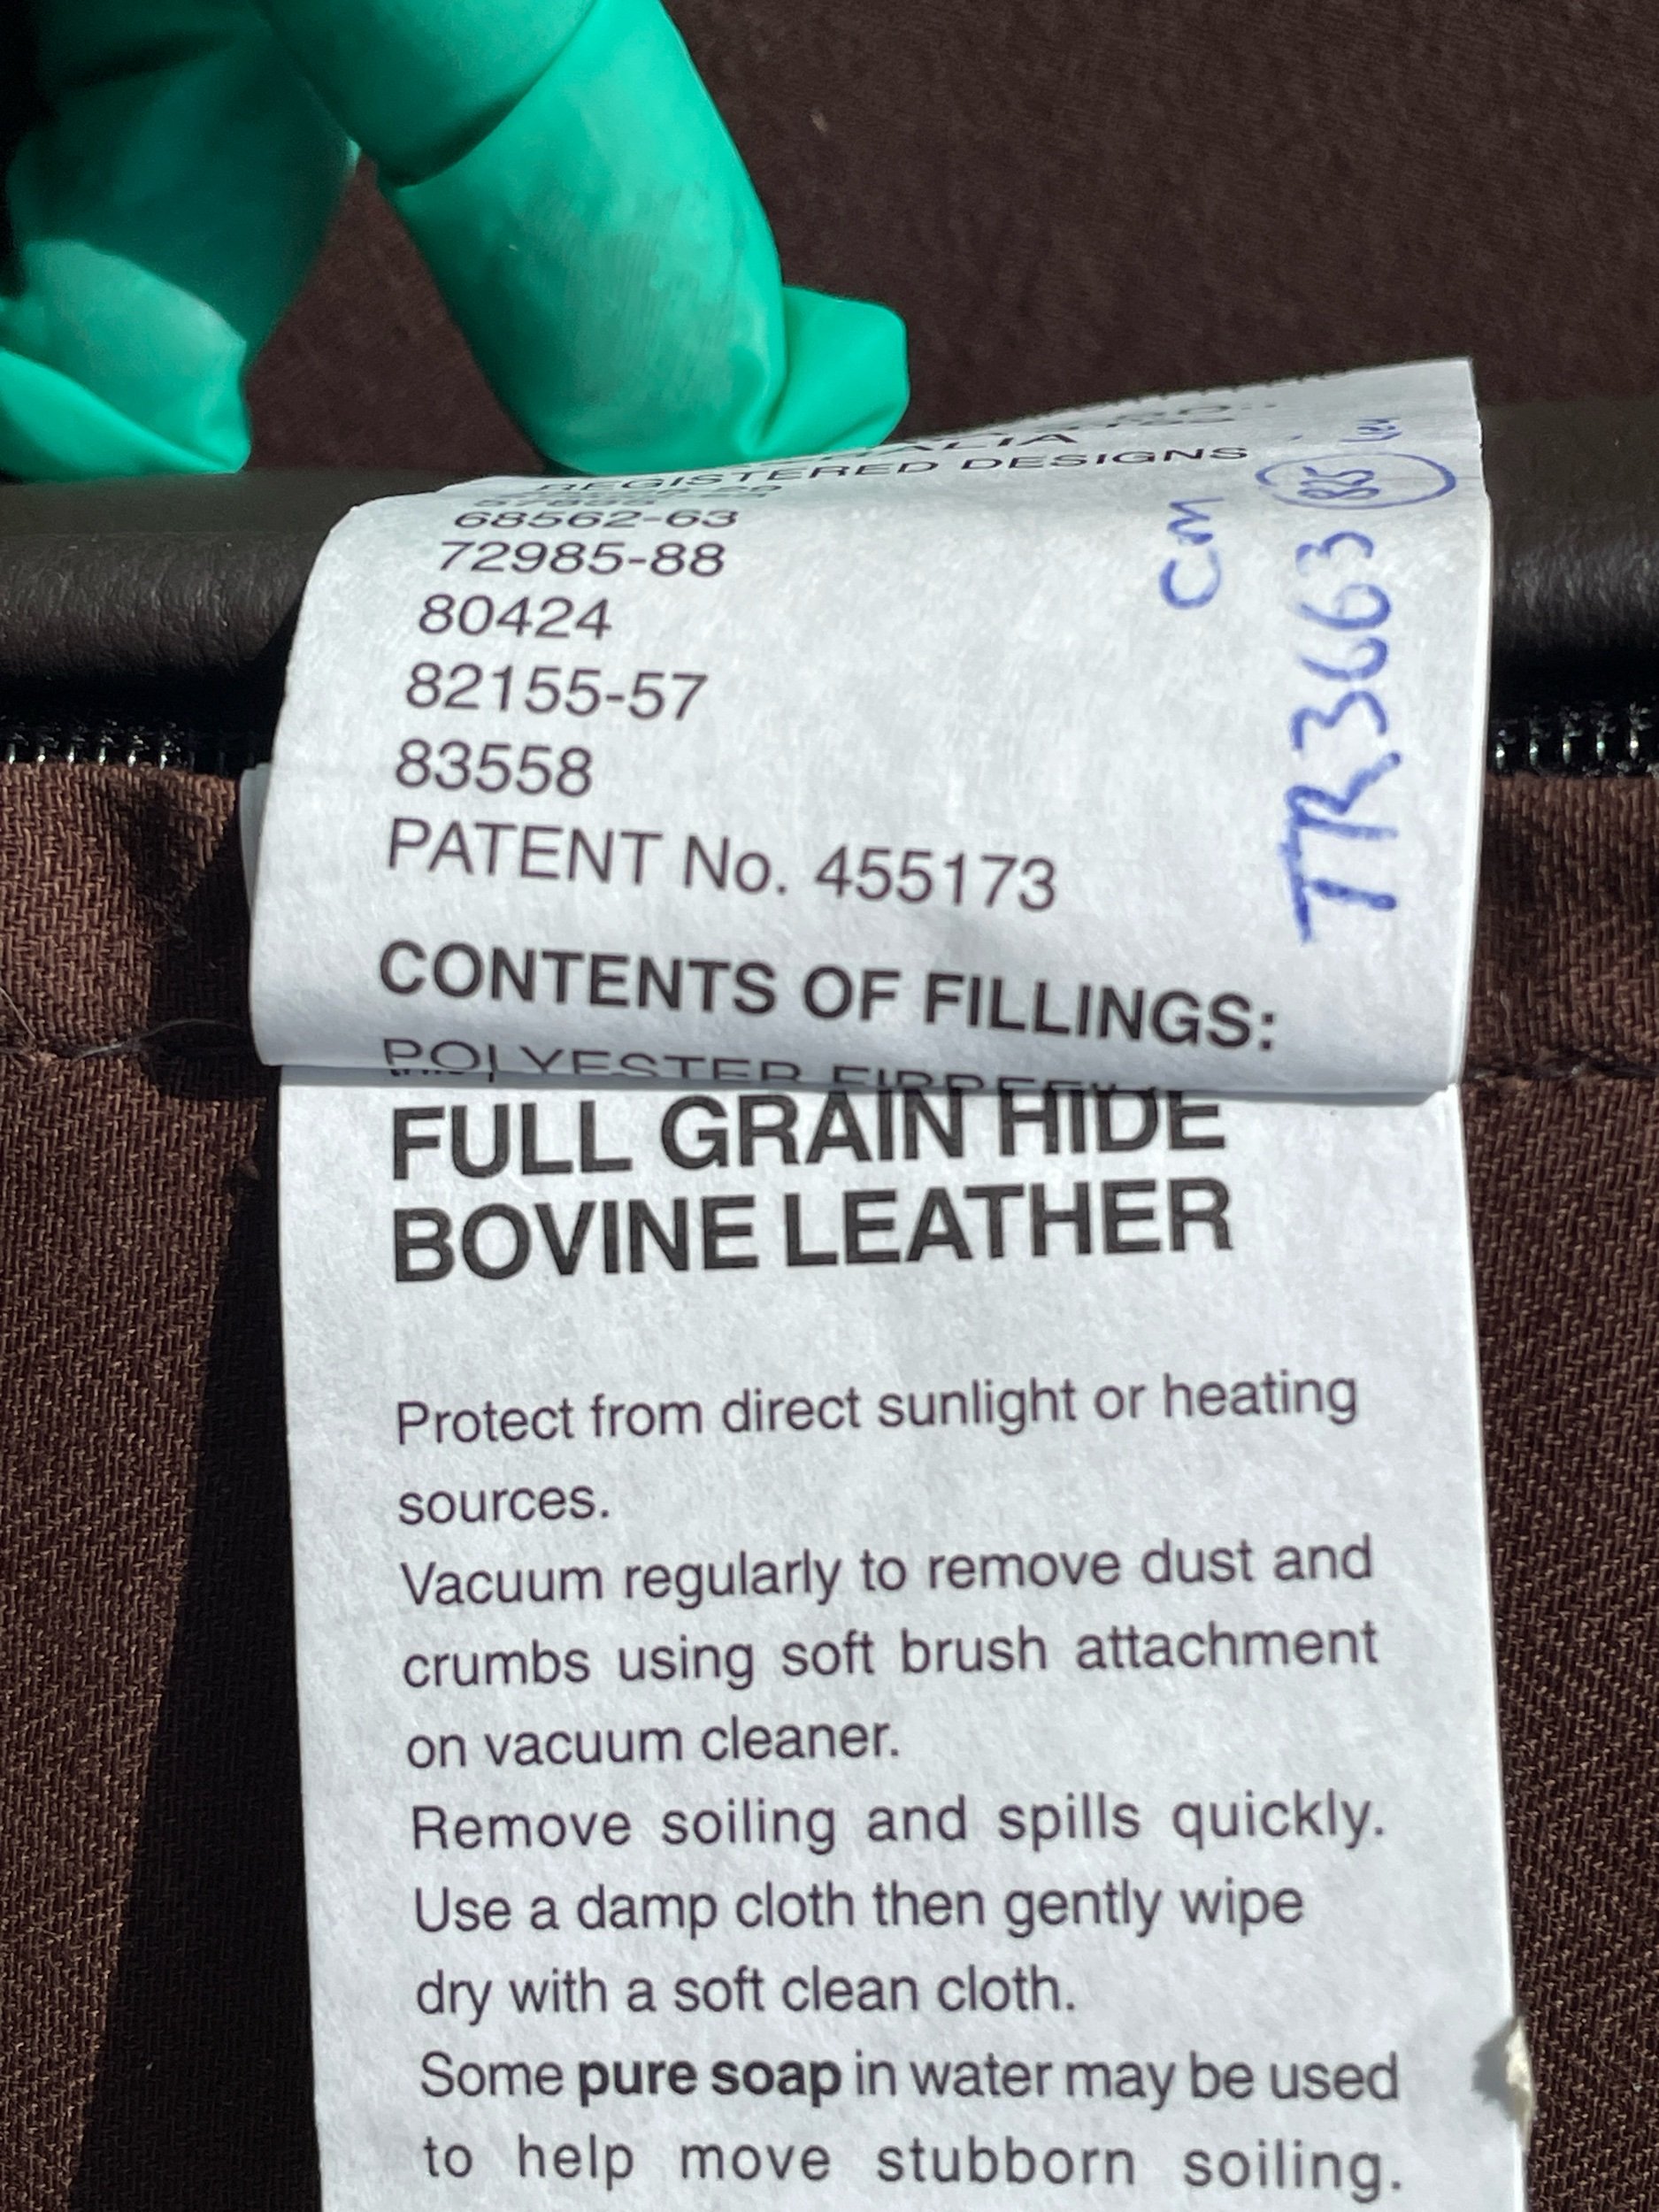 REGISTERED DESIGNS
68562-63
72985-88
80424
82155-57
83558
PATENT No. 455173
CONTENTS OF FILLINGS:
POLYESTER
CM
TR3663 85
FULL GRAIN HIDE
BOVINE LEATHER
Protect from direct sunlight or heating
sources.
Vacuum regularly to remove dust and
crumbs using soft brush attachment
on vacuum cleaner.
Remove soiling and spills quickly.
Use a damp cloth then gently wipe
dry with a soft clean cloth.
Some pure soap in water may be used
to help move stubborn soiling.